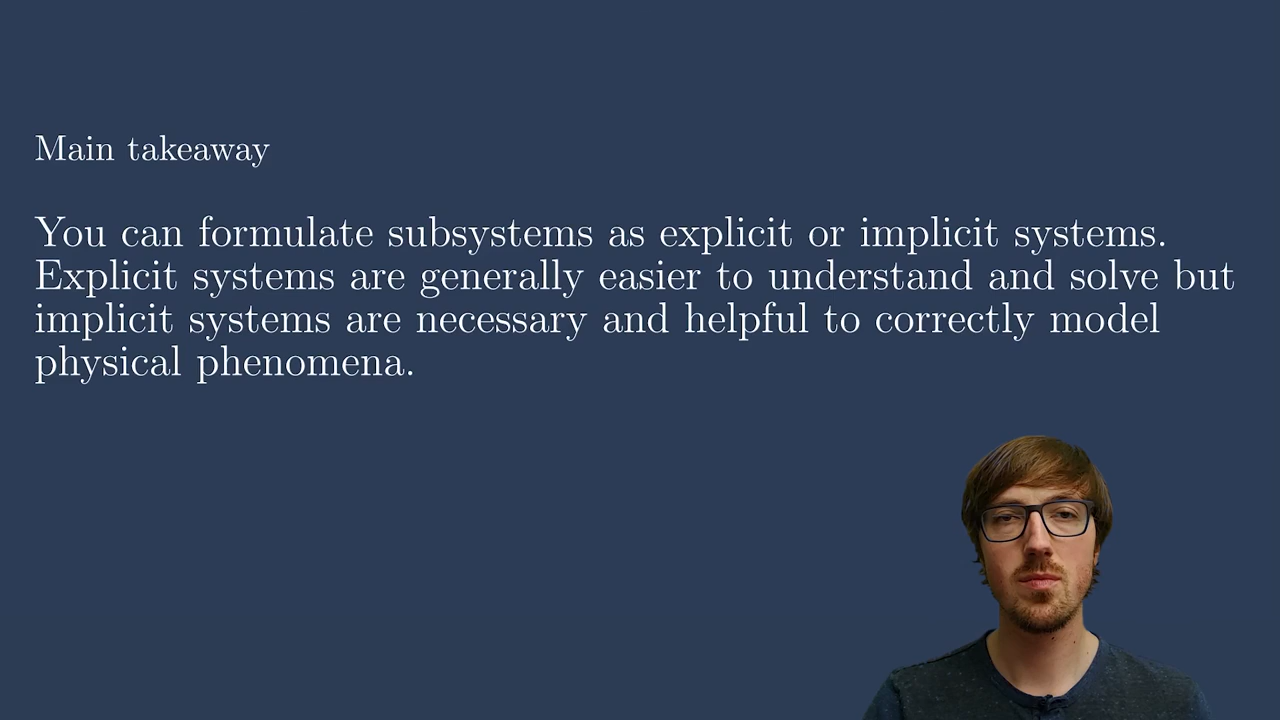 Main takeaway
You can formulate subsystems as explicit or implicit systems.
Explicit systems are generally easier to understand and solve but
implicit systems are necessary and helpful to correctly model
physical phenomena.